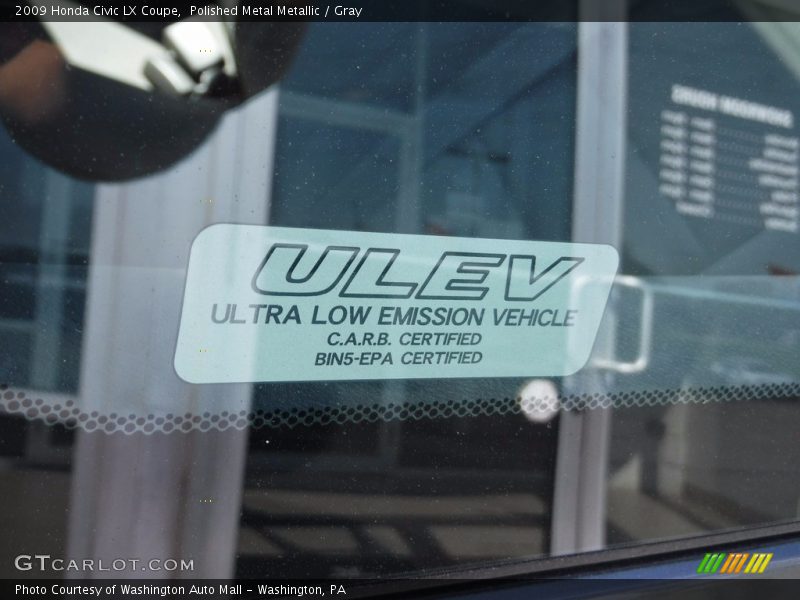 2009 Honda Civic LX Coupe, Polished Metal Metallic / Gray
ULEV
ULTRA LOW EMISSION VEHICLE
C.A.R.B. CERTIFIED
BIN5-EPA CERTIFIED
GTCARLOT.COM
Photo Courtesy of Washington Auto Mall - Washington, PA